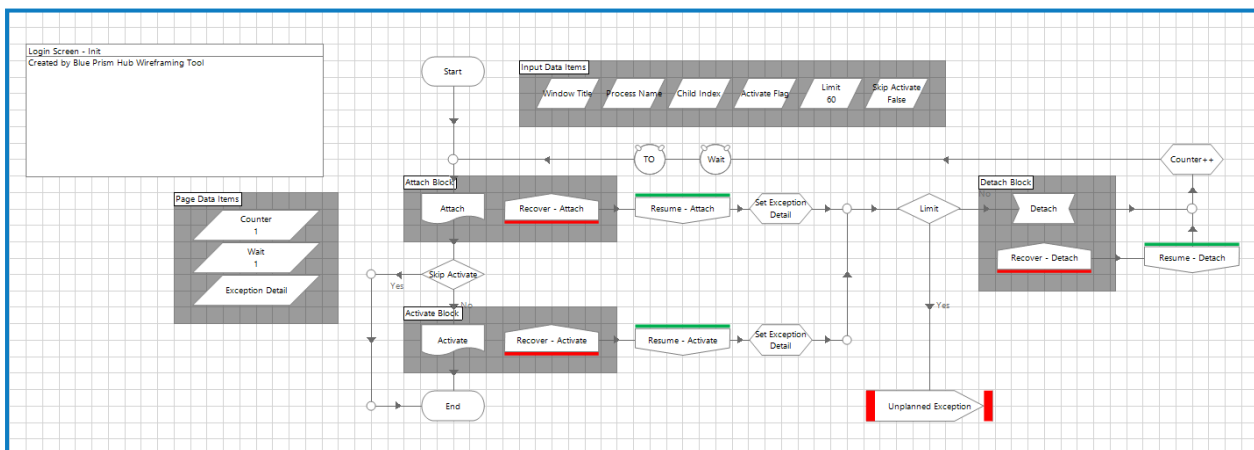 Login Screen - Init
Created by Blue Prism Hub Wireframing Tool
Start
Input Data Items
Window Title
Process Name
Child Index
Activate Flag
Limit
60
Skip Activate
False
TO
Wait
Counter++
Page Data Items
Counter
1
Wait
1
Exception Detail
Attach Block
Attach
Recover - Attach
Resume - Attach
Set Exception
Detail
Limit
No
Detach Block
Detach
Recover - Detach
Resume - Detach
Skip Activate
Yes
No
Activate Block
Activate
Recover - Activate
Resume - Activate
Set Exception
Detail
Yes
End
Unplanned Exception